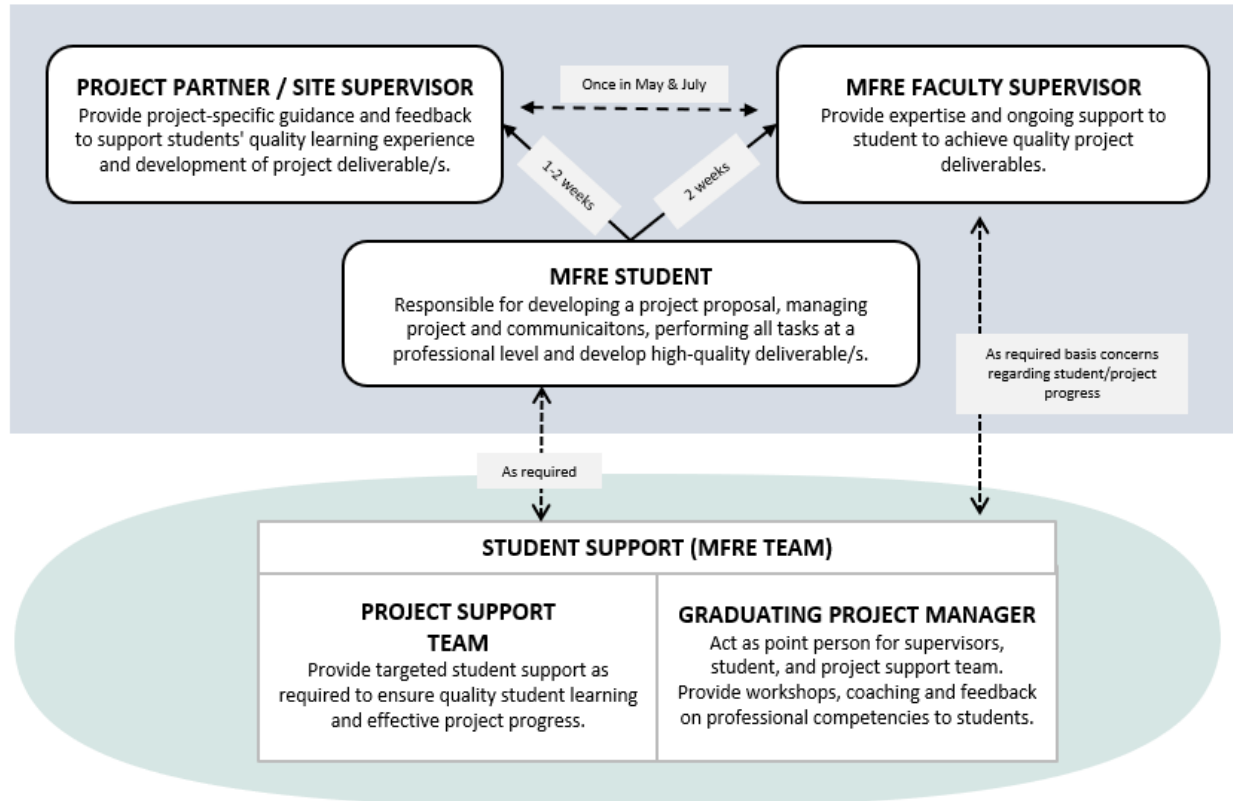 PROJECT PARTNER / SITE SUPERVISOR
Provide project-specific guidance and feedback
to support students' quality learning experience
and development of project deliverable/s.
Once in May & July
MFRE FACULTY SUPERVISOR
Provide expertise and ongoing support to
student to achieve quality project
deliverables.
1-2 weeks
2 weeks
MFRE STUDENT
Responsible for developing a project proposal, managing
project and communicaitons, performing all tasks at a
professional level and develop high-quality deliverable/s.
As required basis concerns
regarding student/project
progress
As required
STUDENT SUPPORT (MFRE TEAM)
PROJECT SUPPORT
TEAM
Provide targeted student support as
required to ensure quality student learning
and effective project progress.
GRADUATING PROJECT MANAGER
Act as point person for supervisors,
student, and project support team.
Provide workshops, coaching and feedback
on professional competencies to students.